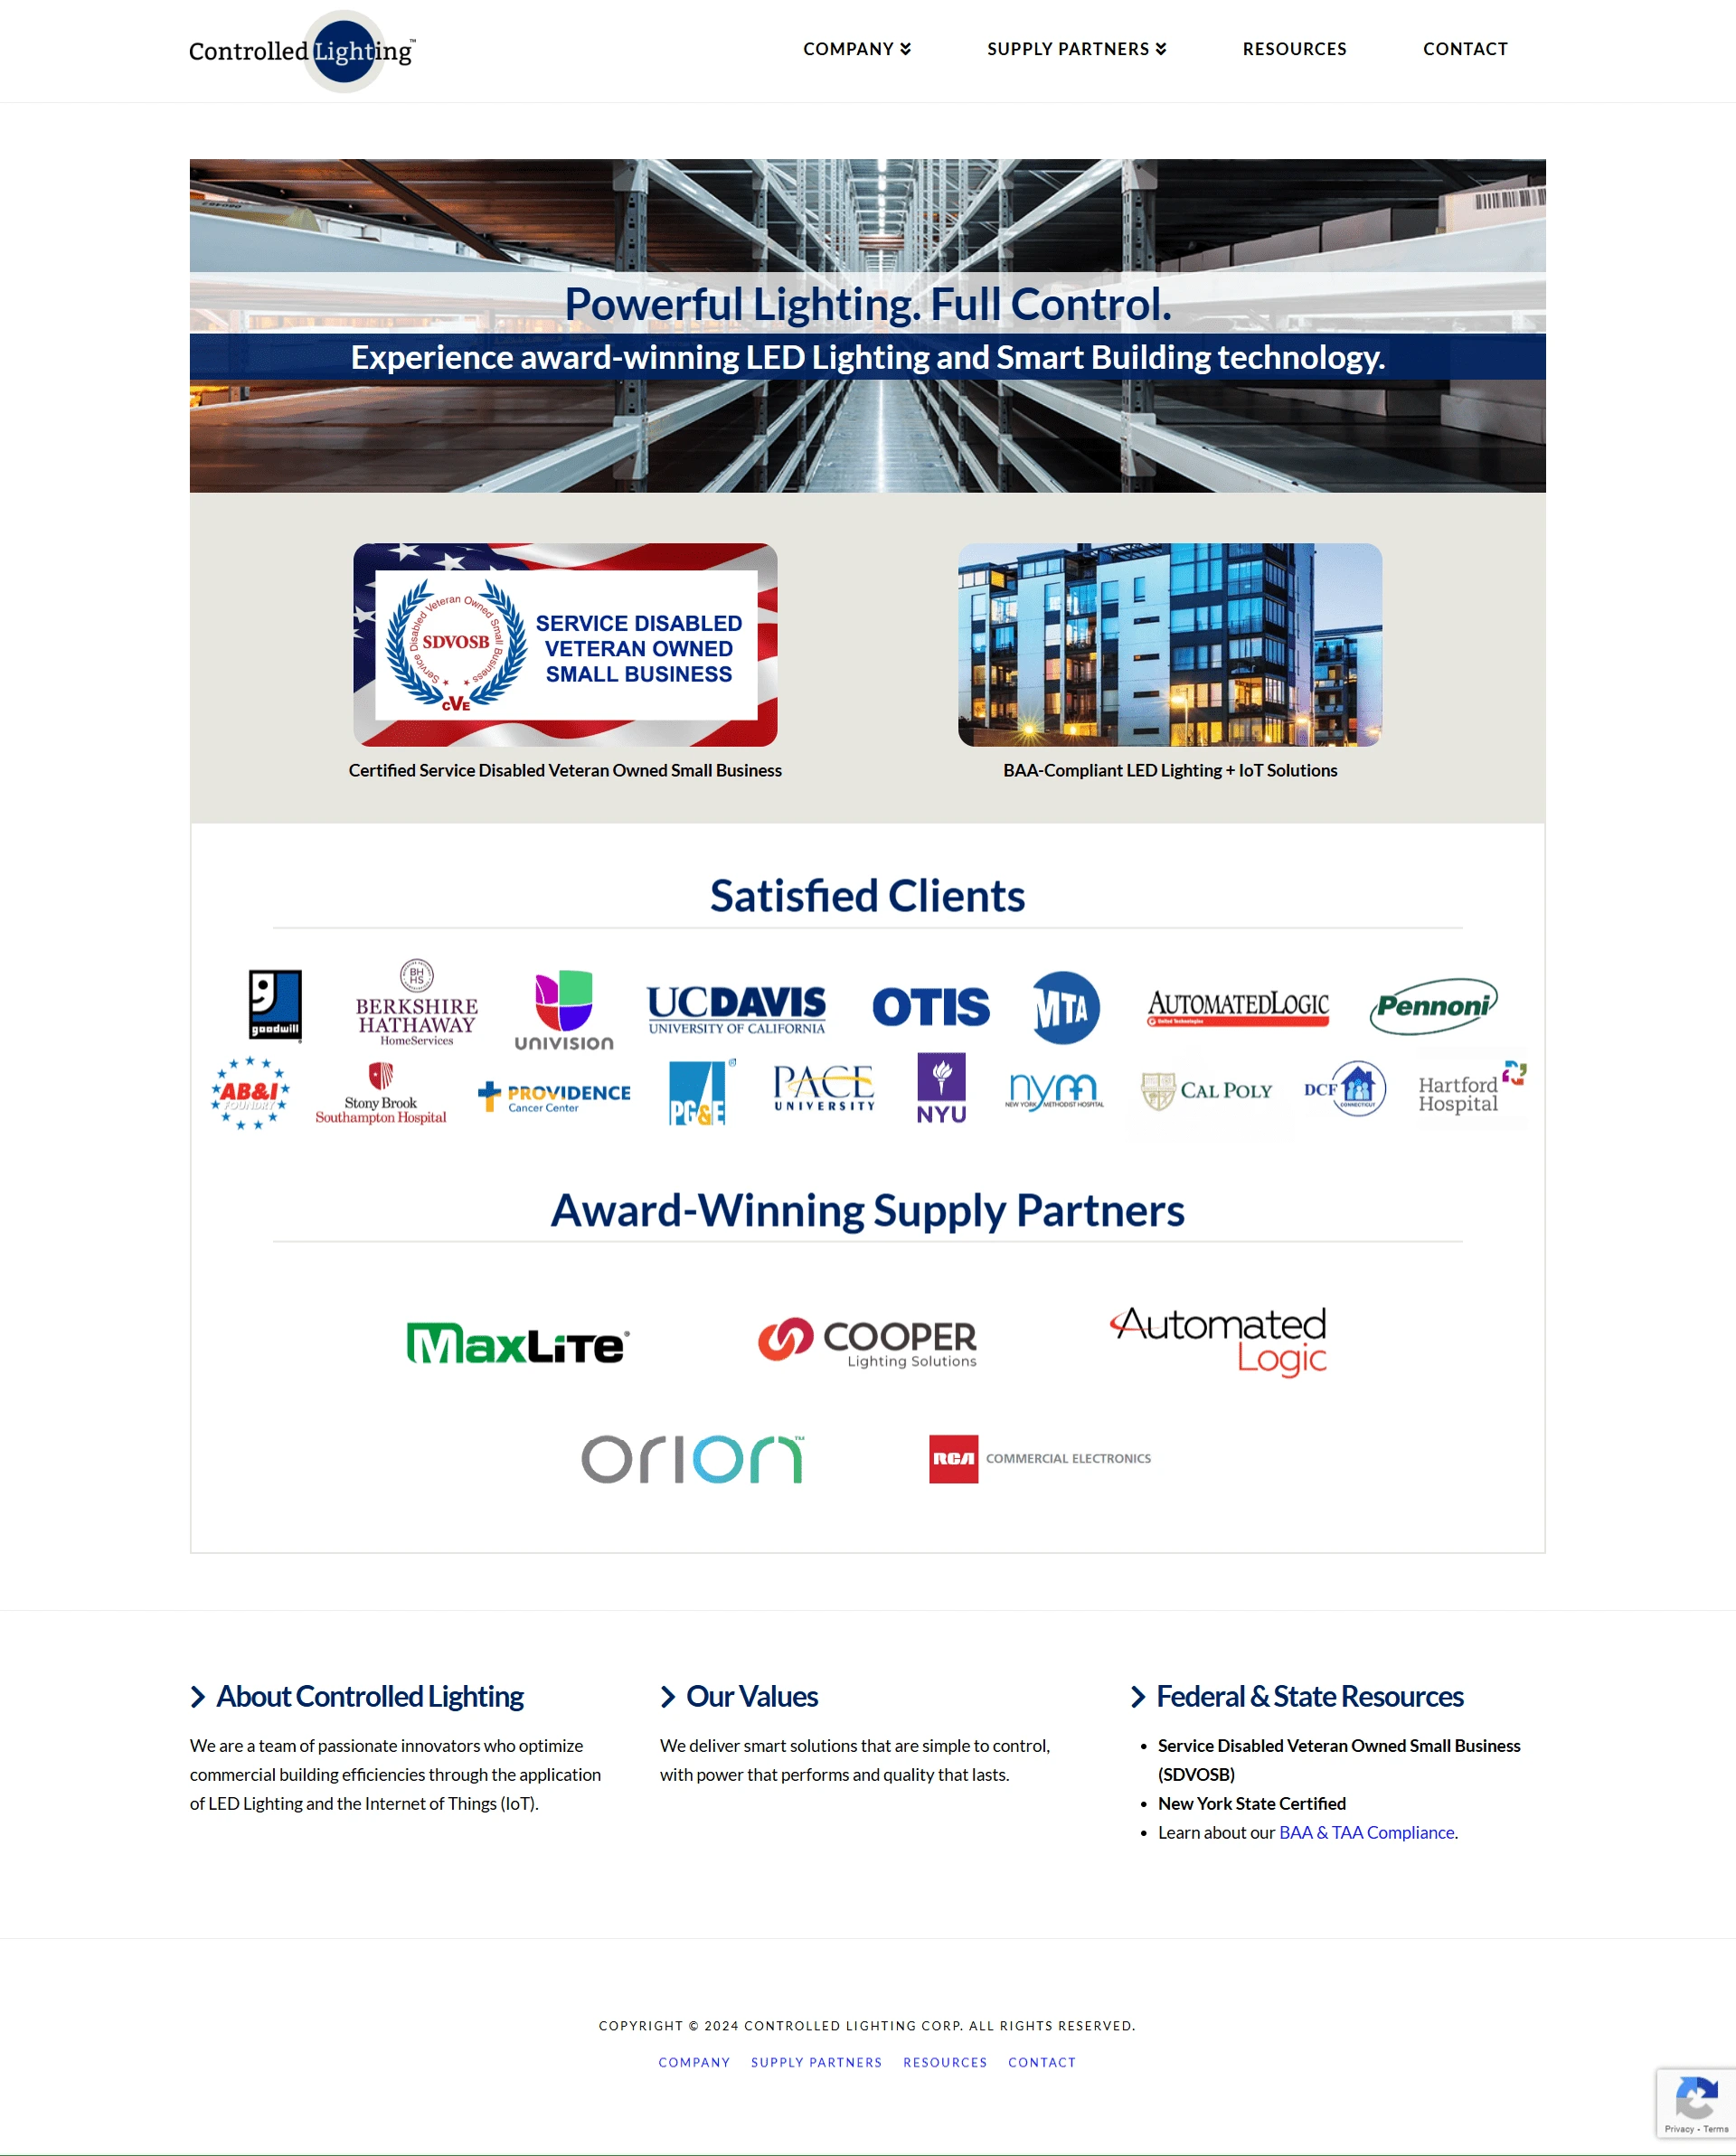 Controlled Lighting™
COMPANY
SUPPLY PARTNERS
RESOURCES
CONTACT
Powerful Lighting. Full Control.
Experience award-winning LED Lighting and Smart Building technology.
Service Disabled Veteran Owned Small Business
SDVOSB
CVE
SERVICE DISABLED
VETERAN OWNED
SMALL BUSINESS
Certified Service Disabled Veteran Owned Small Business
BAA-Compliant LED Lighting + IoT Solutions
Satisfied Clients
goodwill
BH
HS
BERKSHIRE
HATHAWAY
HomeServices
UNIVISION
UCDAVIS
UNIVERSITY OF CALIFORNIA
OTIS
MTA
AUTOMATEDLOGIC
United Technologies
Pennoni
AB&I
FOUNDRY
Stony Brook
Southampton Hospital
PROVIDENCE
Cancer Center
PG&E
PACE
UNIVERSITY
NYU
nym
NEW YORK METHODIST HOSPITAL
CAL POLY
DCF
CONNECTICUT
Hartford
Hospital
Award-Winning Supply Partners
MAXLITE®
COOPER
Lighting Solutions
Automated
Logic
orion™
RCA COMMERCIAL ELECTRONICS
About Controlled Lighting
We are a team of passionate innovators who optimize
commercial building efficiencies through the application
of LED Lighting and the Internet of Things (IoT).
Our Values
We deliver smart solutions that are simple to control,
with power that performs and quality that lasts.
Federal & State Resources
• Service Disabled Veteran Owned Small Business
(SDVOSB)
• New York State Certified
• Learn about our BAA & TAA Compliance.
COPYRIGHT © 2024 CONTROLLED LIGHTING CORP. ALL RIGHTS RESERVED.
COMPANY SUPPLY PARTNERS RESOURCES CONTACT
Privacy - Terms